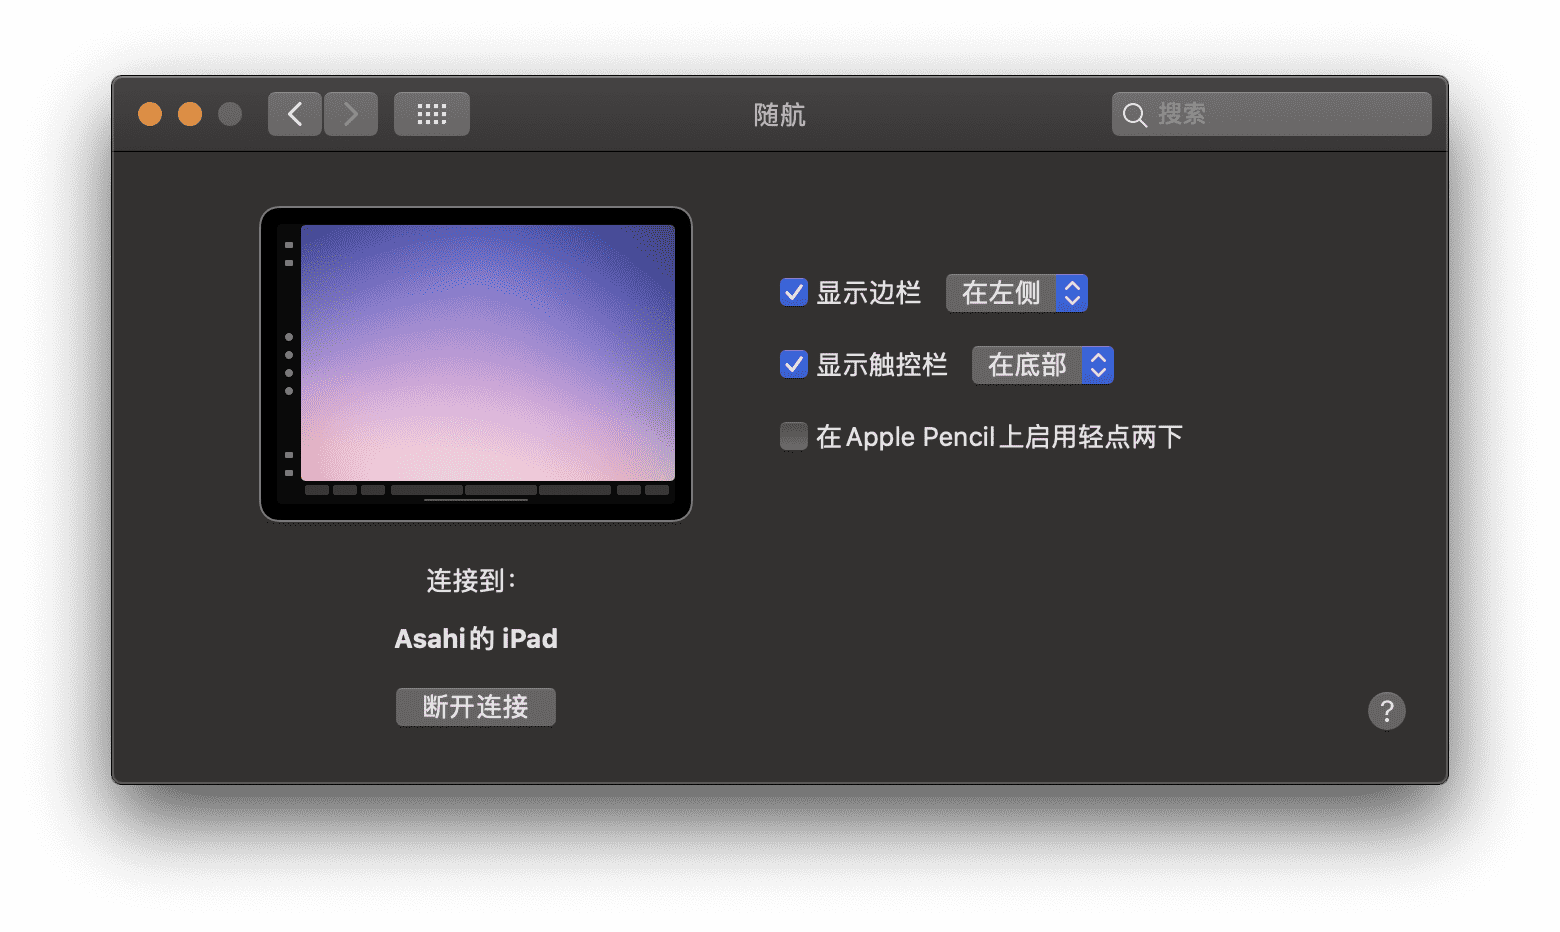 随航
搜索
显示边栏 在左侧
显示触控栏 在底部
在 Apple Pencil 上启用轻点两下
连接到：
Asahi的 iPad
断开连接
?